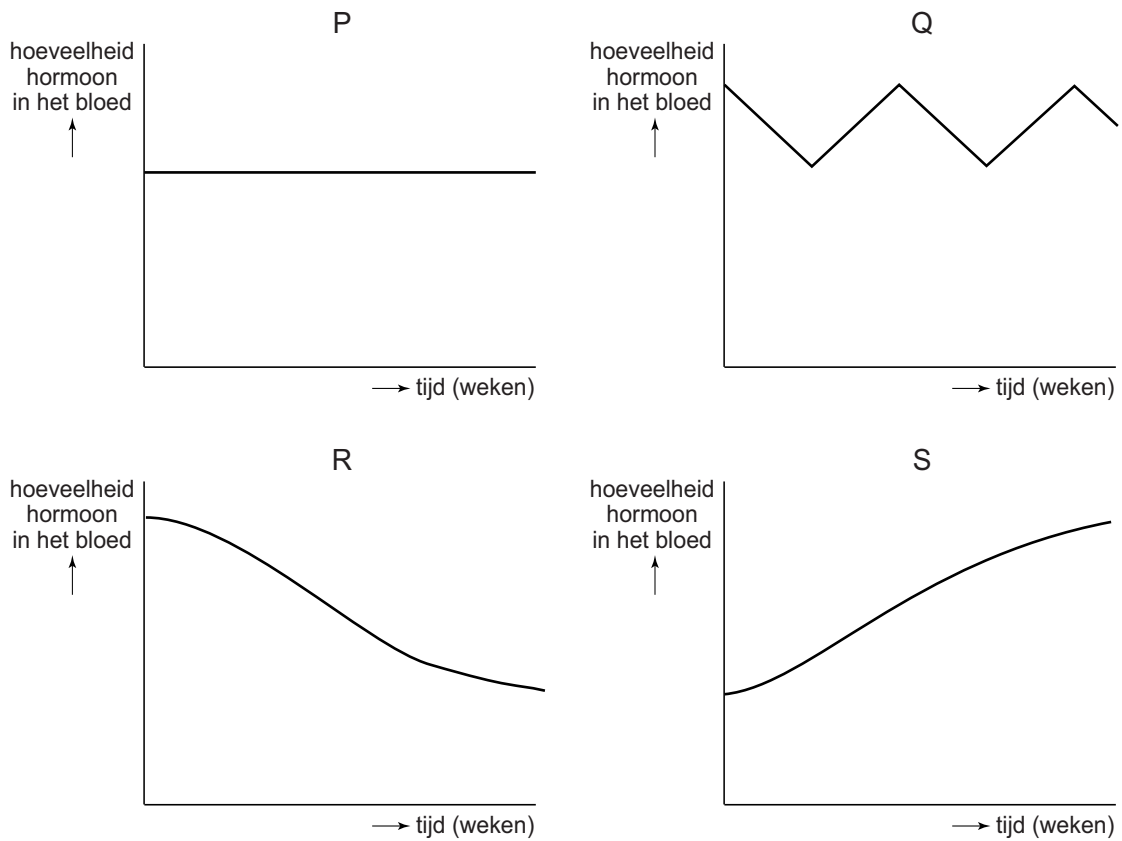 P
hoeveelheid
hormoon
in het bloed
tijd (weken)
Q
hoeveelheid
hormoon
in het bloed
tijd (weken)
R
hoeveelheid
hormoon
in het bloed
tijd (weken)
S
hoeveelheid
hormoon
in het bloed
tijd (weken)